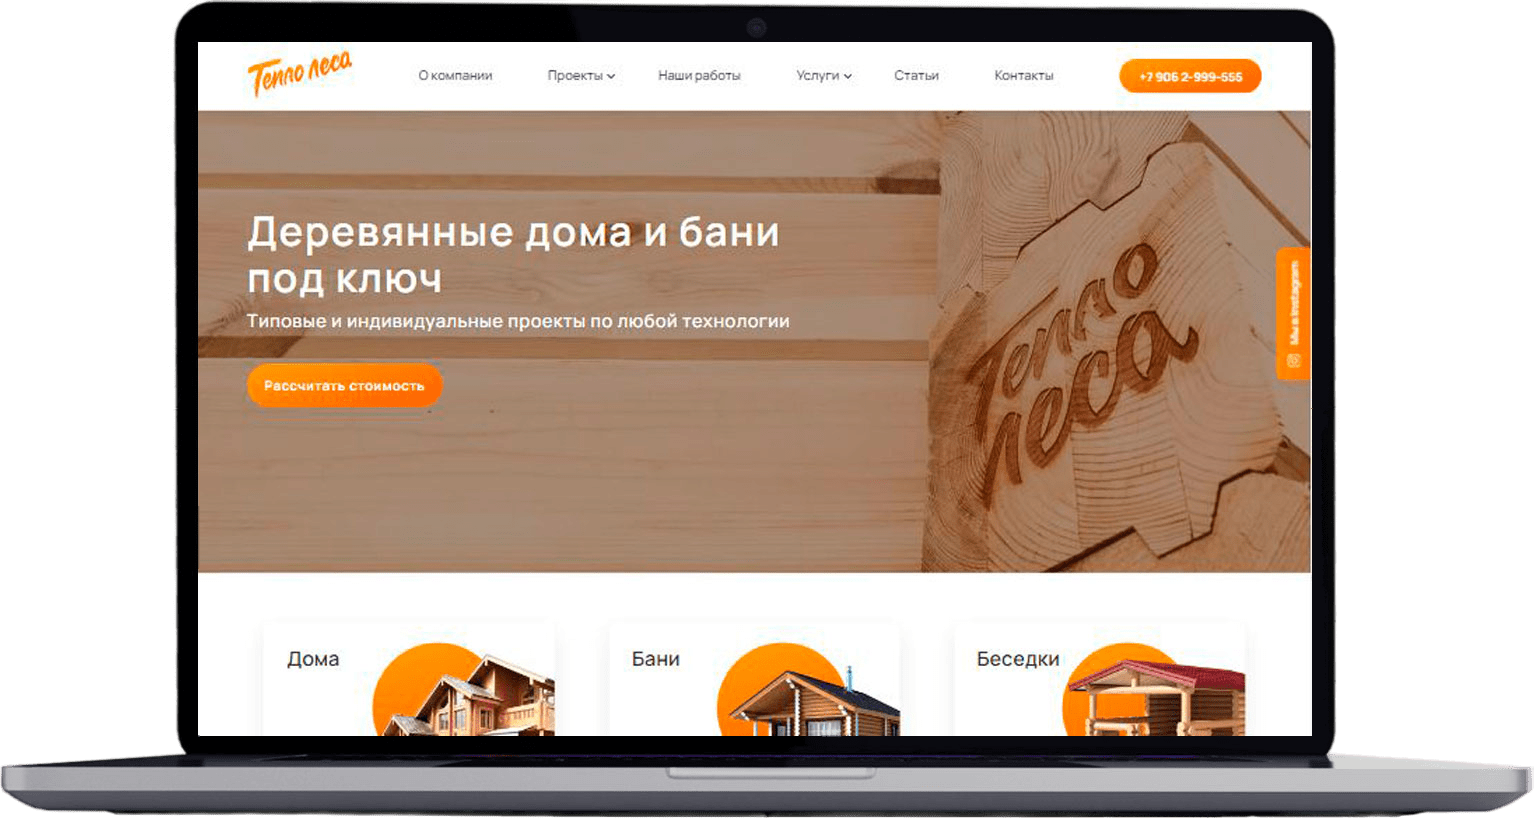 Тепло леса
О компании
Проекты
Наши работы
Услуги
Статьи
Контакты
+7 906 2-999-555
Деревянные дома и бани
под ключ
Типовые и индивидуальные проекты по любой технологии
Рассчитать стоимость
Тепло
леса
Мы в Instagram
Дома
Бани
Беседки